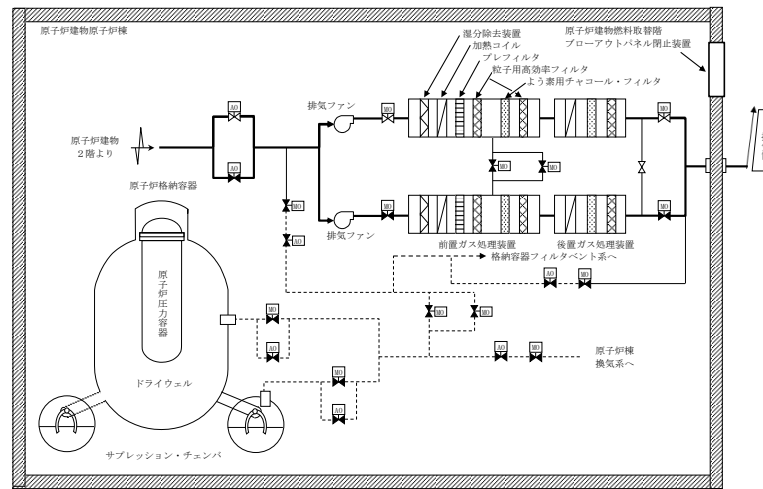 原子炉建物原子炉棟
湿分除去装置
加熱コイル
プレフィルタ
粒子用高効率フィルタ
よう素用チャコール・フィルタ
原子炉建物燃料取替階
ブローアウトパネル閉止装置
排気ファン
AO
MO
MO
原子炉建物
2階より
AO
MO
MO
原子炉格納容器
MO
MO
MO
排気ファン
AO
前置ガス処理装置
後置ガス処理装置
格納容器フィルタベント系へ
AO
MO
原子炉圧力容器
MO
MO
MO
AO
AO
MO
原子炉棟
換気系へ
MO
ドライウェル
AO
サプレッション・チェンバ